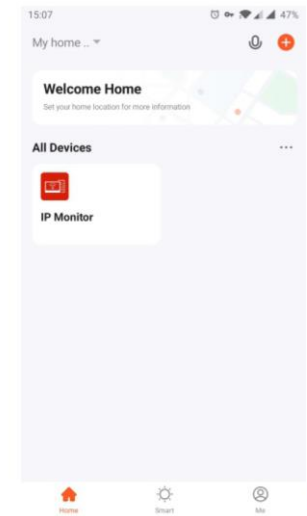 15:07
47%
My home ..
Welcome Home
Set your home location for more information
All Devices
...
IP Monitor
Home
Smart
Me